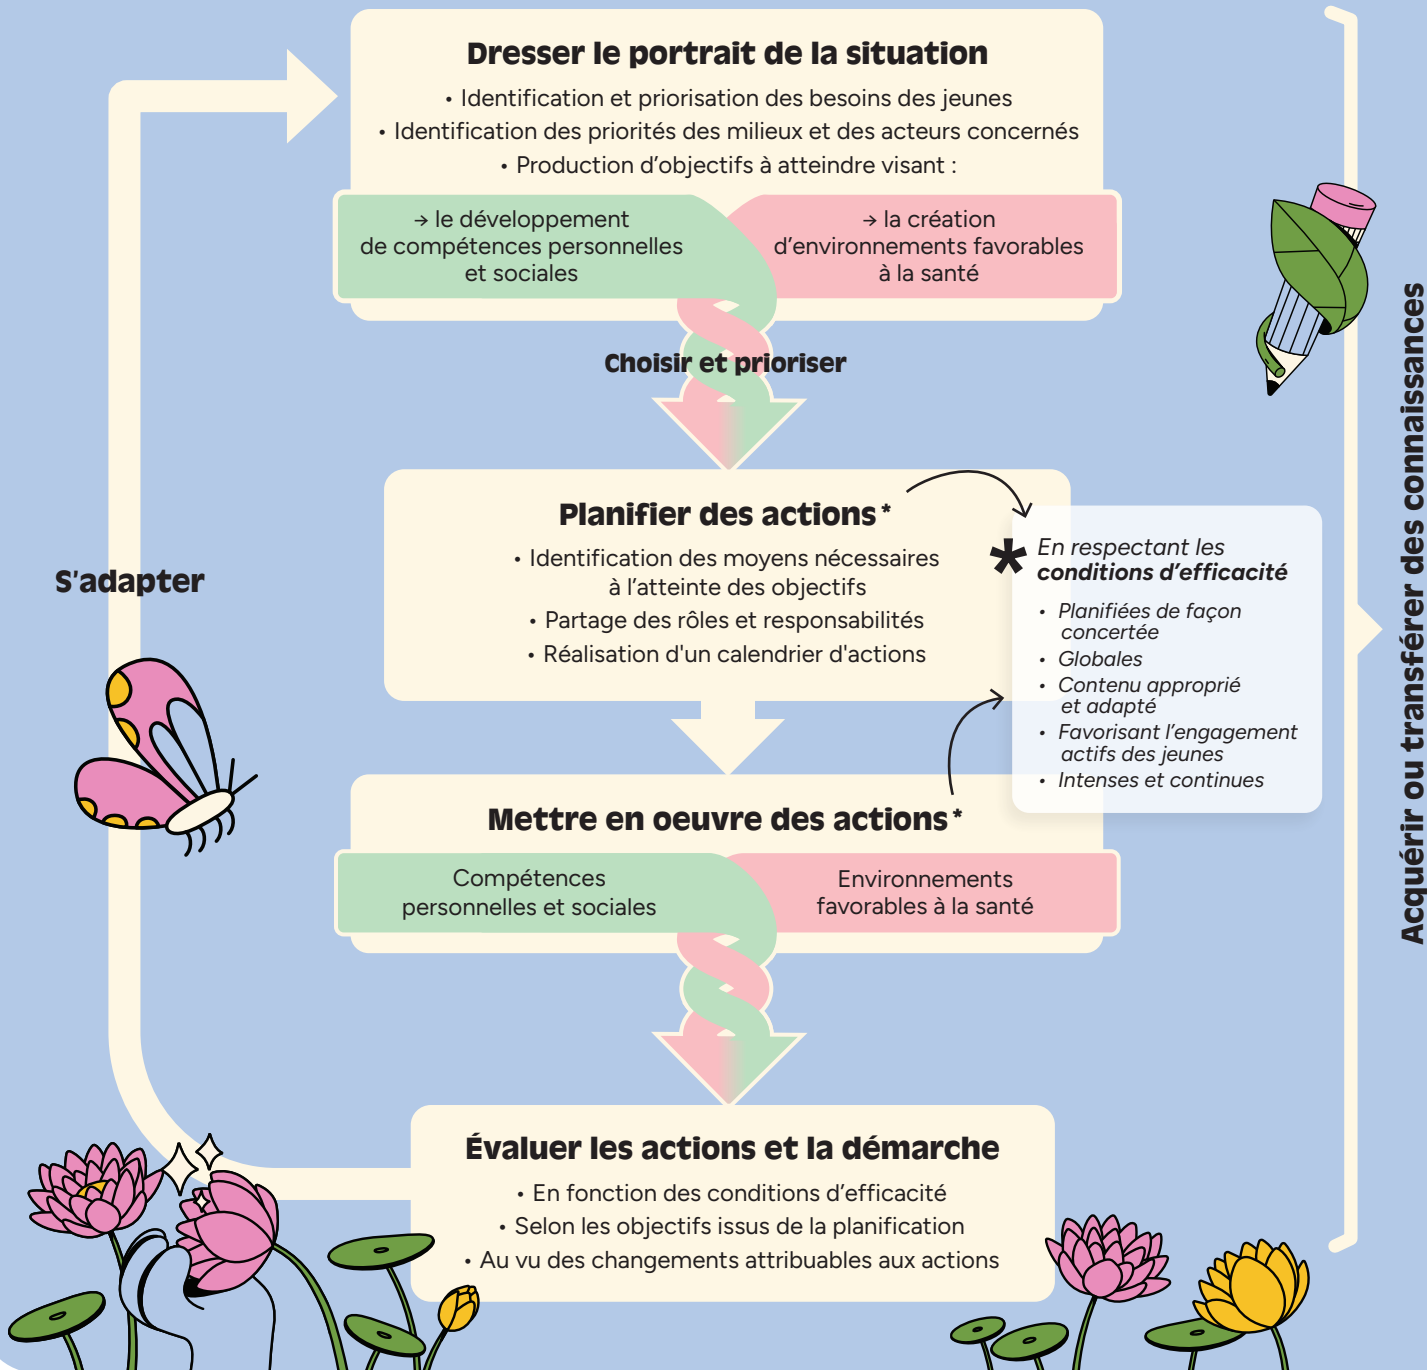 Dresser le portrait de la situation
• Identification et priorisation des besoins des jeunes
• Identification des priorités des milieux et des acteurs concernés
• Production d’objectifs à atteindre visant :
→ le développement
de compétences personnelles
et sociales
→ la création
d’environnements favorables
à la santé
Choisir et prioriser
Planifier des actions*
• Identification des moyens nécessaires
à l’atteinte des objectifs
• Partage des rôles et responsabilités
• Réalisation d'un calendrier d'actions
* En respectant les
conditions d’efficacité
• Planifiées de façon
concertée
• Globales
• Contenu approprié
et adapté
• Favorisant l’engagement
actifs des jeunes
• Intenses et continues
S'adapter
Mettre en oeuvre des actions*
Compétences
personnelles et sociales
Environnements
favorables à la santé
Évaluer les actions et la démarche
• En fonction des conditions d’efficacité
• Selon les objectifs issus de la planification
• Au vu des changements attribuables aux actions
Acquérir ou transférer des connaissances